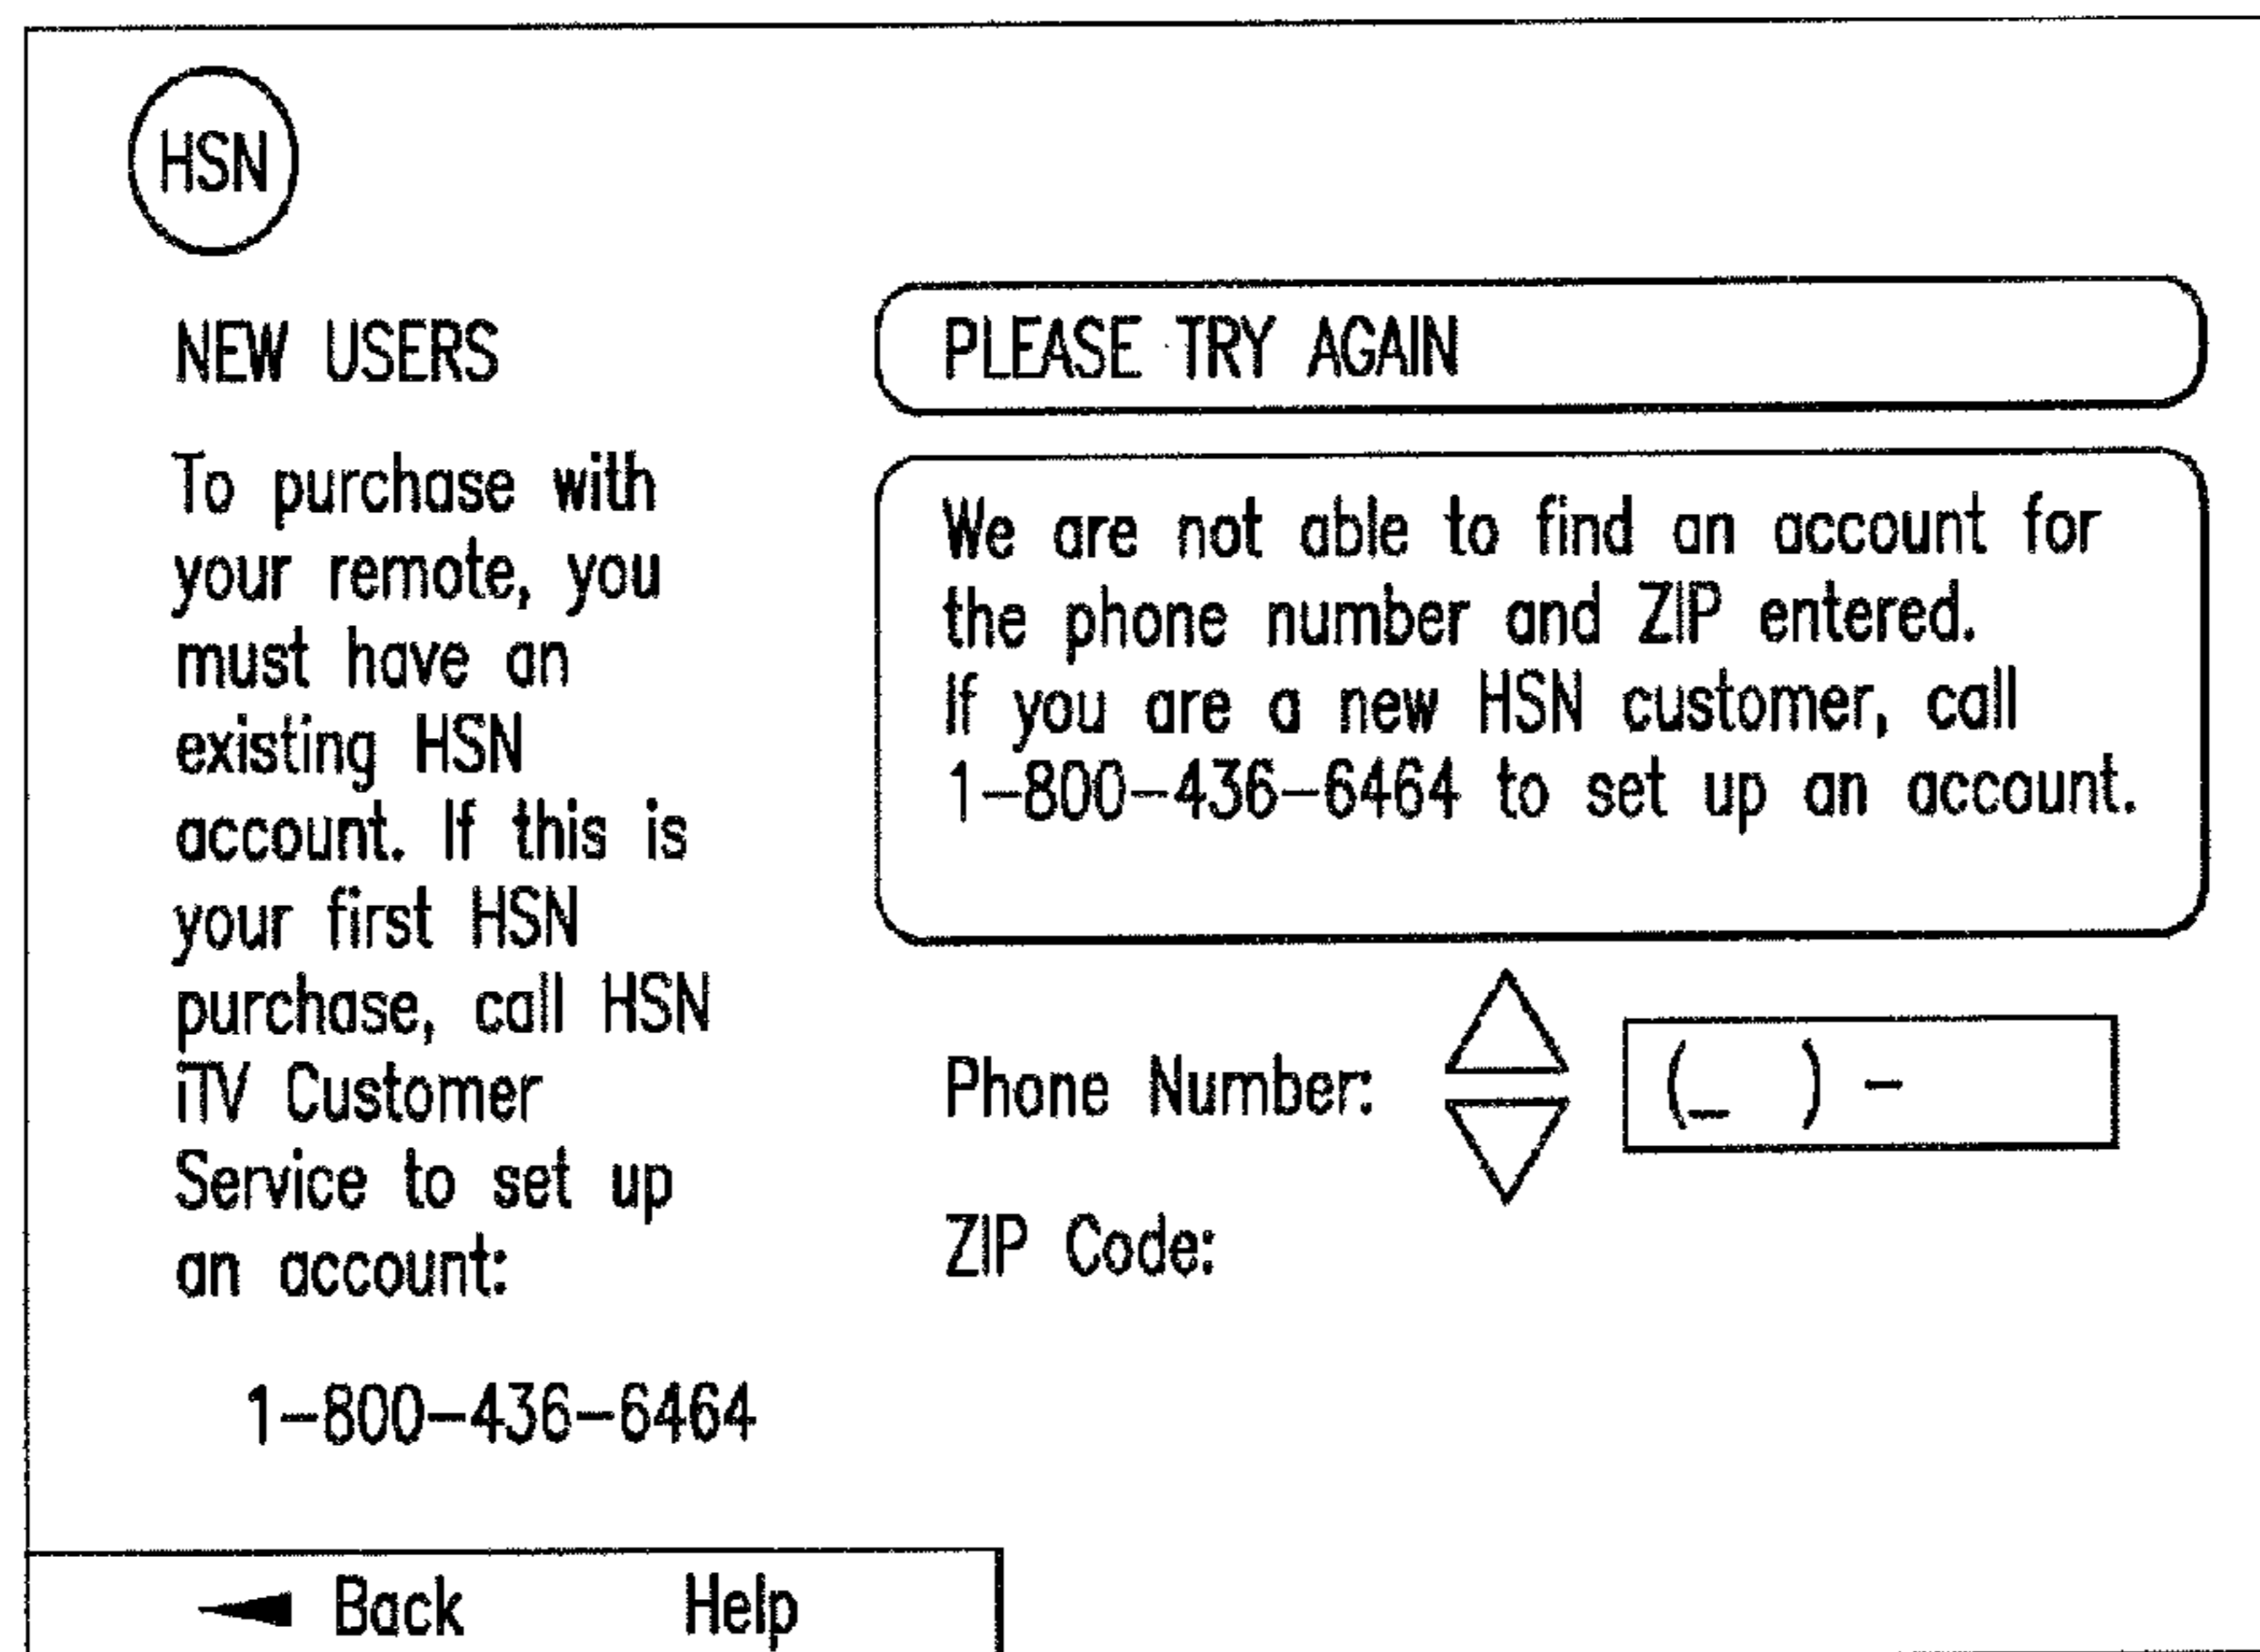 HSN
NEW USERS
To purchase with
your remote, you
must have an
existing HSN
account. If this is
your first HSN
purchase, call HSN
iTV Customer
Service to set up
an account:
1-800-436-6464
PLEASE TRY AGAIN
We are not able to find an account for
the phone number and ZIP entered.
If you are a new HSN customer, call
1-800-436-6464 to set up an account.
Phone Number: (_ ) -
ZIP Code:
Back Help